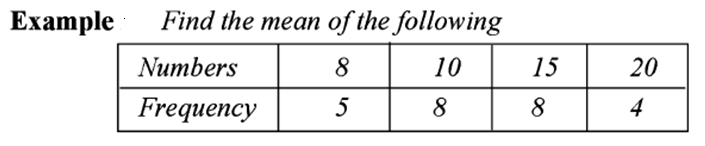 Example Find the mean of the following
Numbers 8 10 15 20
Frequency 5 8 8 4